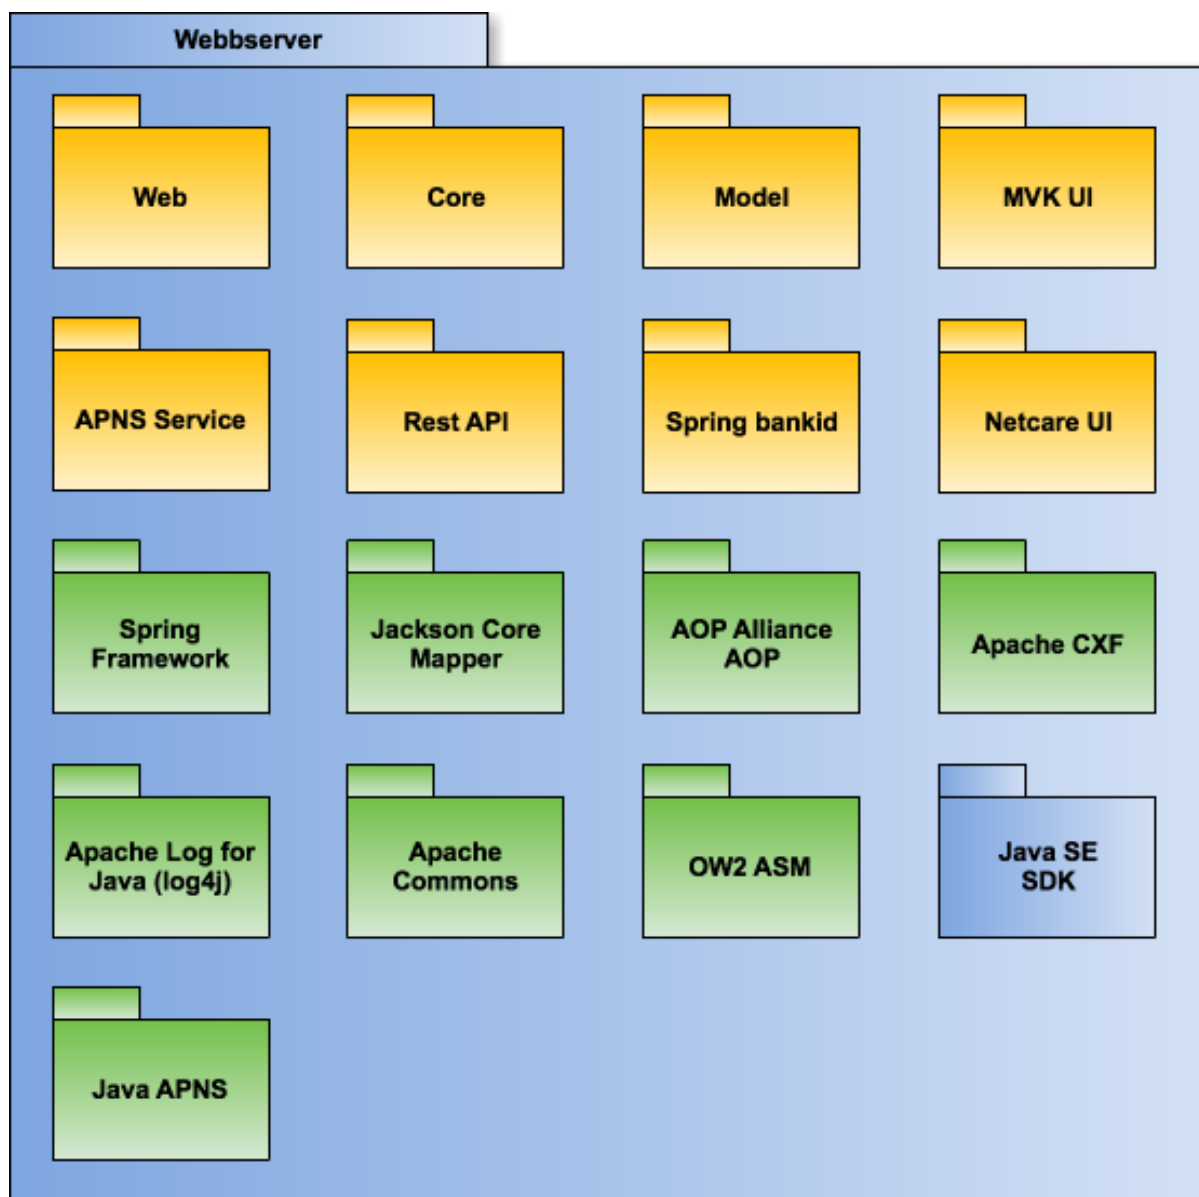 Webbserver
Web
Core
Model
MVK UI
APNS Service
Rest API
Spring bankid
Netcare UI
Spring
Framework
Jackson Core
Mapper
AOP Alliance
AOP
Apache CXF
Apache Log for
Java (log4j)
Apache
Commons
OW2 ASM
Java SE
SDK
Java APNS